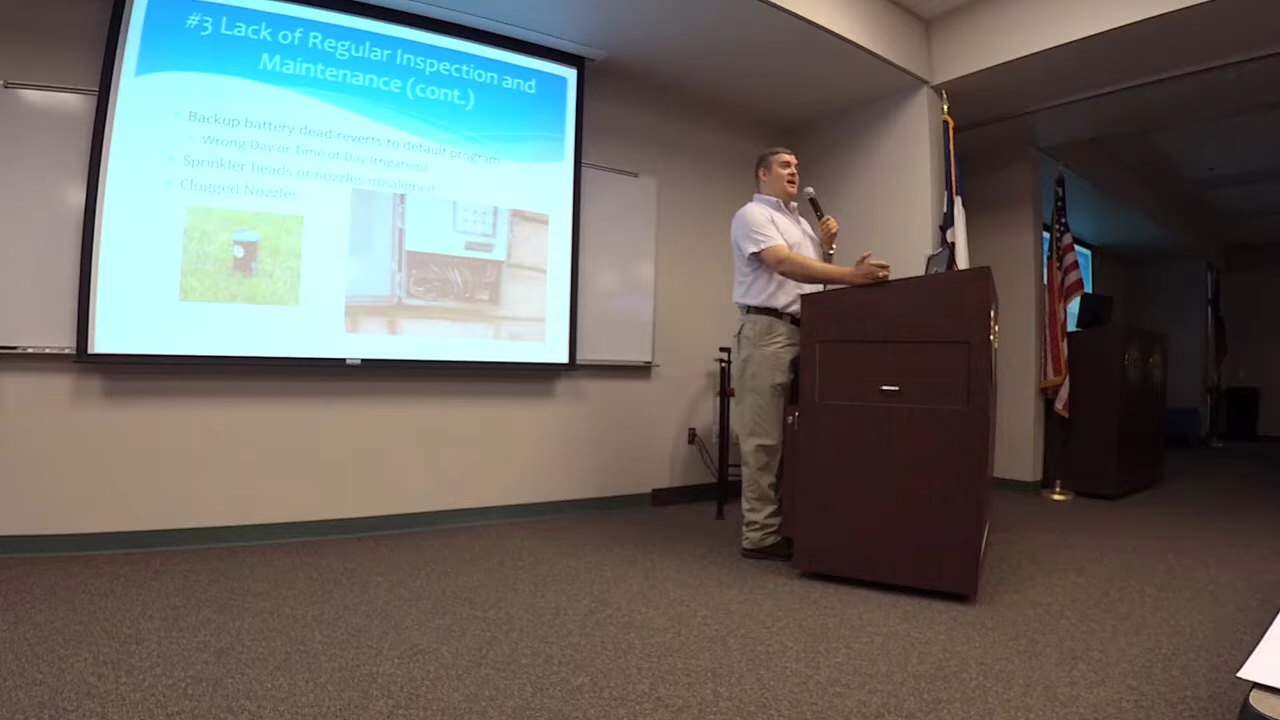 #3 Lack of Regular Inspection and
Maintenance (cont.)
Backup battery dead reverts to default program
Wrong Day or Time of Day Irrigation!
Sprinkler heads or nozzles misaligned
Clogged Nozzles